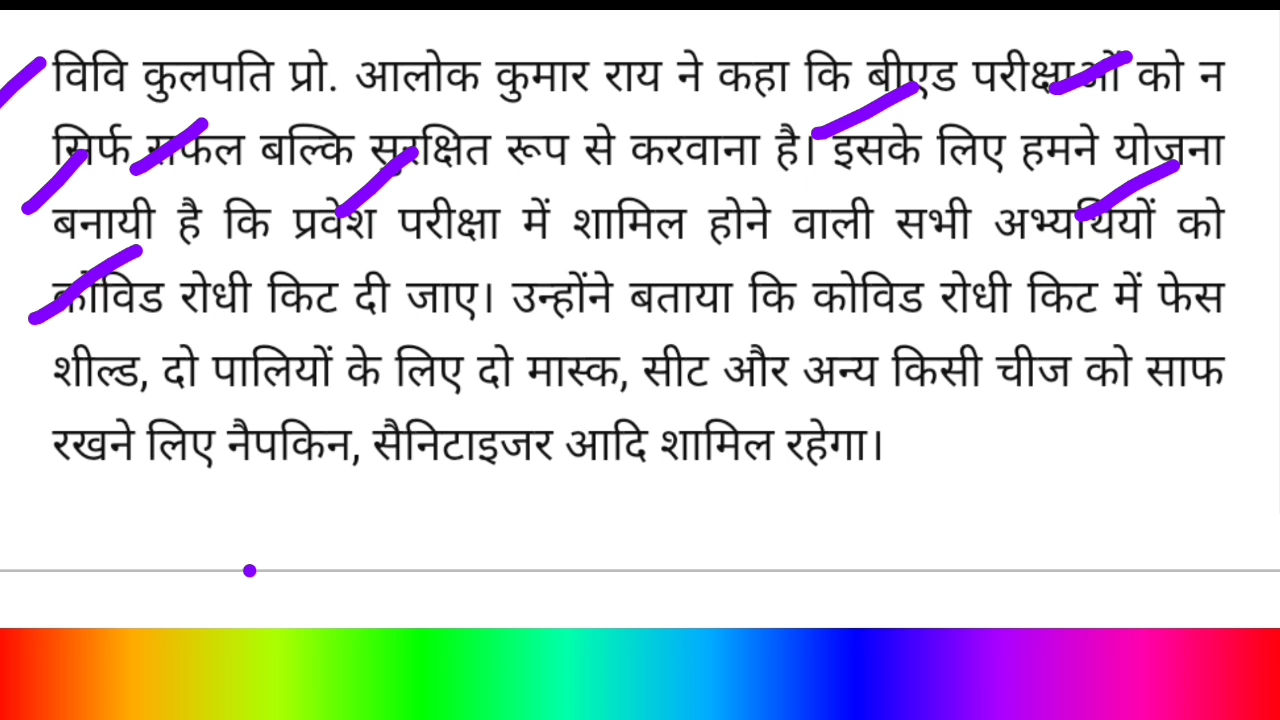 विवि कुलपति प्रो. आलोक कुमार राय ने कहा कि बीएड परीक्षाओं को न
सिर्फ सफल बल्कि सुरक्षित रूप से करवाना है। इसके लिए हमने योजना
बनायी है कि प्रवेश परीक्षा में शामिल होने वाली सभी अभ्यर्थियों को
कोविड रोधी किट दी जाए। उन्होंने बताया कि कोविड रोधी किट में फेस
शील्ड, दो पालियों के लिए दो मास्क, सीट और अन्य किसी चीज को साफ
रखने लिए नैपकिन, सैनिटाइजर आदि शामिल रहेगा।